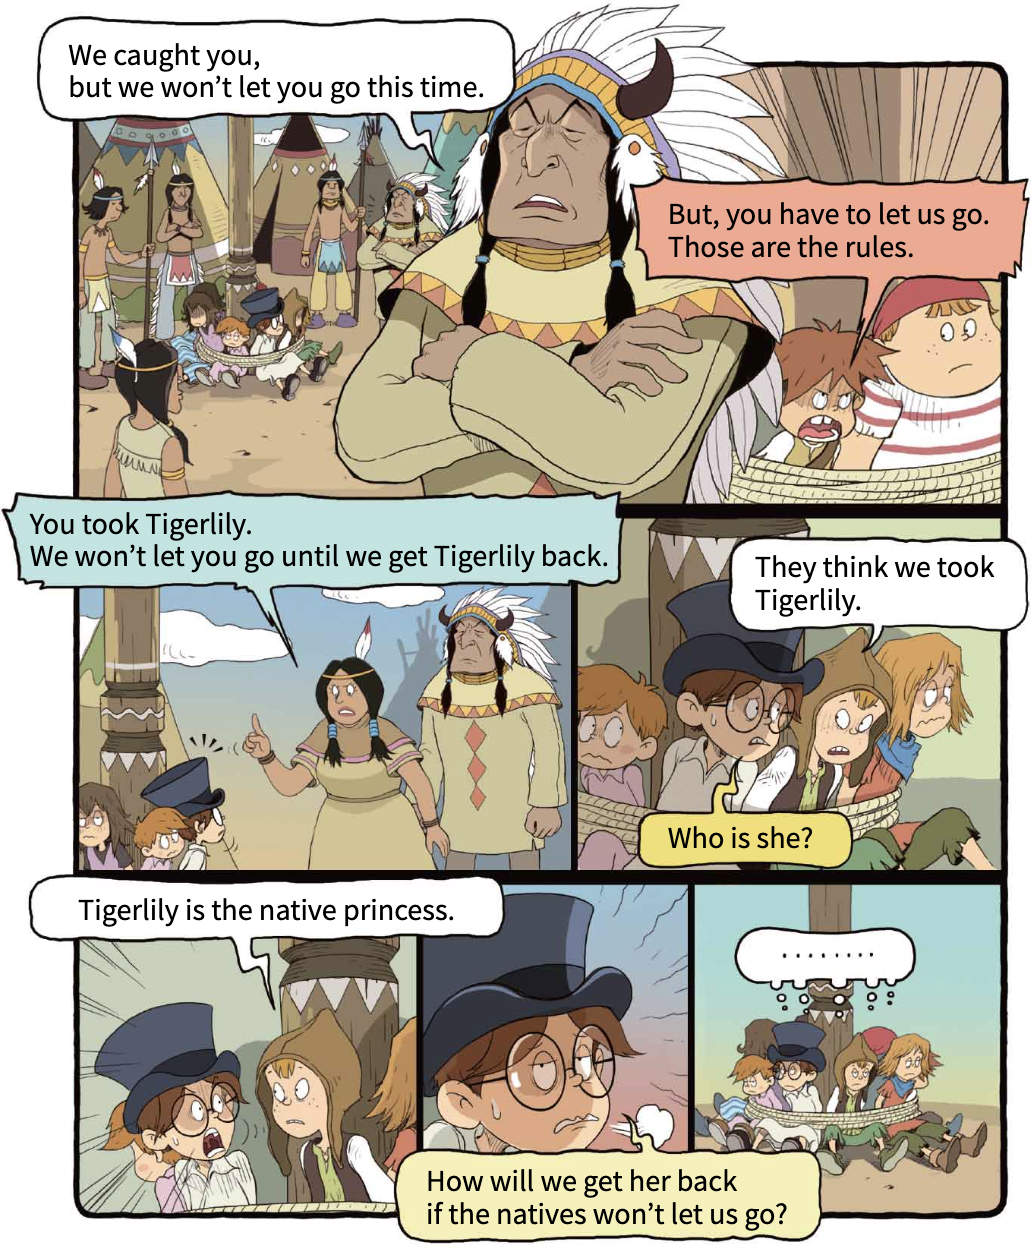 We caught you,
but we won't let you go this time.
But, you have to let us go.
Those are the rules.
You took Tigerlily.
We won't let you go until we get Tigerlily back.
They think we took
Tigerlily.
Who is she?
Tigerlily is the native princess.
How will we get her back
if the natives won't let us go?
.........